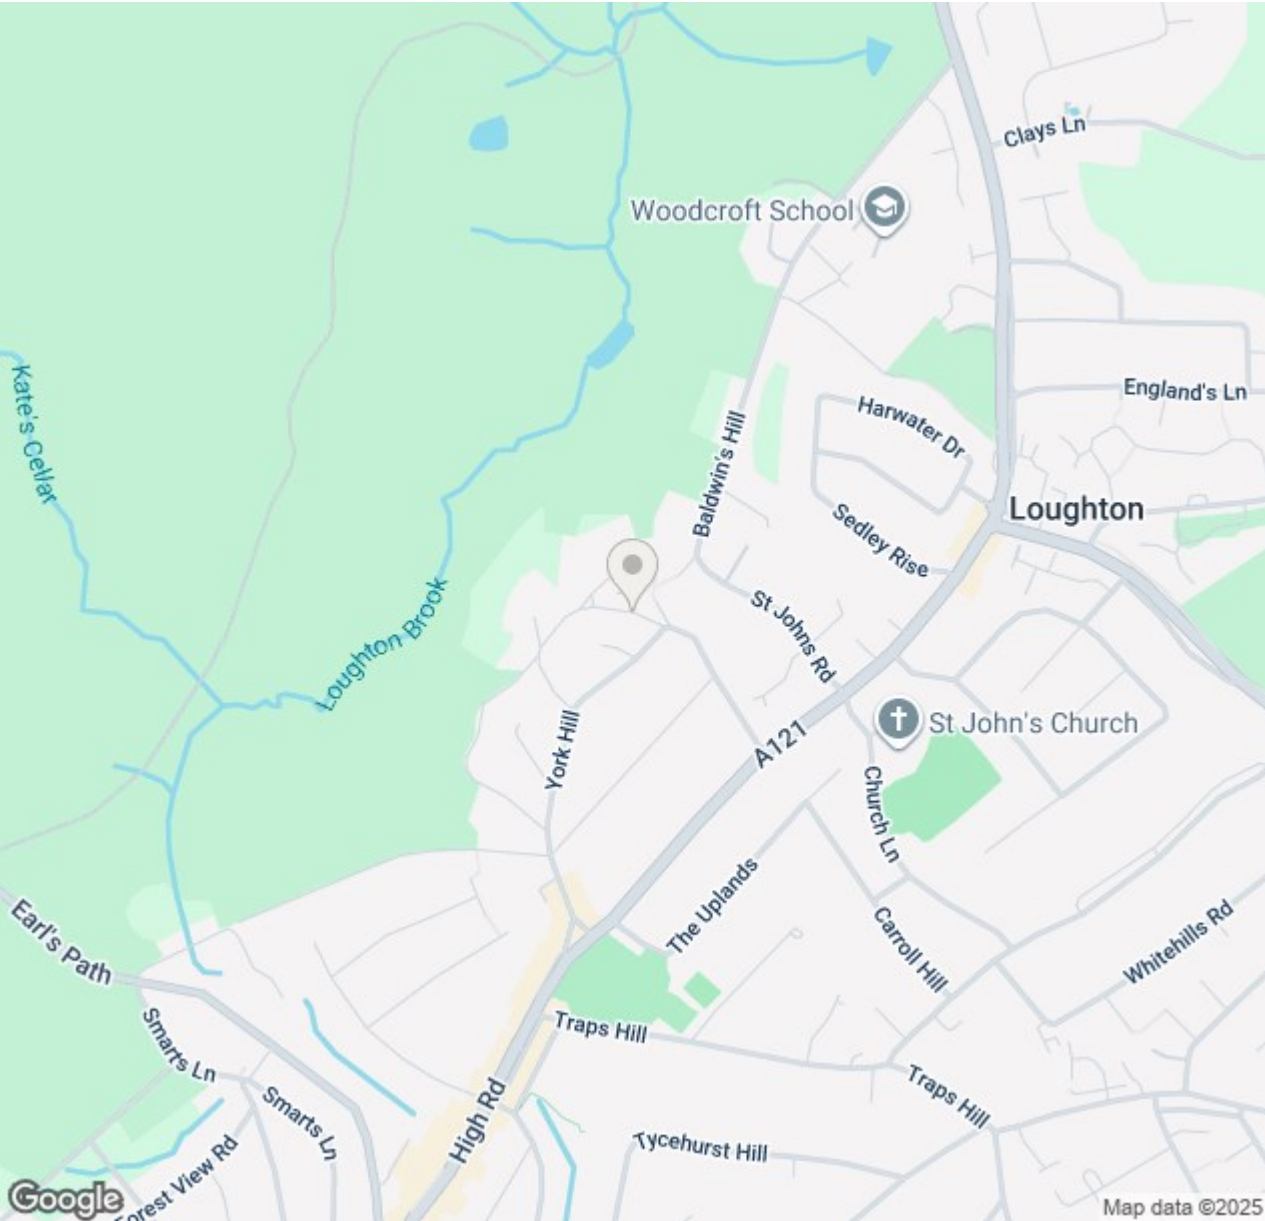 Clays Ln
Woodcroft School
Kate's Cellar
England's Ln
Harwater Dr
Baldwin's Hill
Loughton
Sedley Rise
Loughton Brook
St Johns Rd
York Hill
A121
St John's Church
Church Ln
The Uplands
Earl's Path
Carroll Hill
Whitehills Rd
Smarts Ln
Traps Hill
Traps Hill
Smarts Ln
High Rd
Tycehurst Hill
Forest View Rd
Google
Map data ©2025